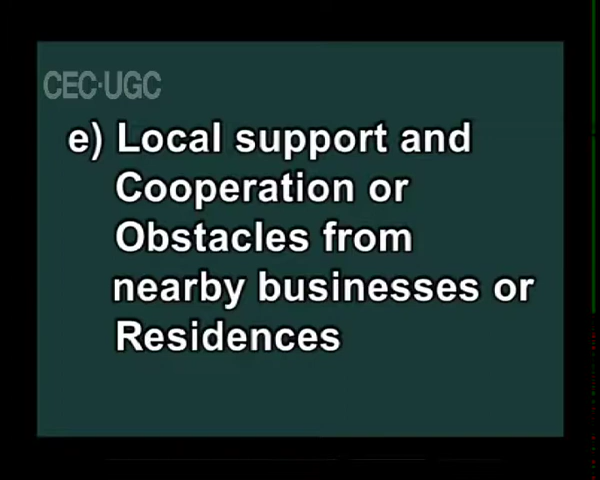 CEC-UGC
e) Local support and
Cooperation or
Obstacles from
nearby businesses or
Residences